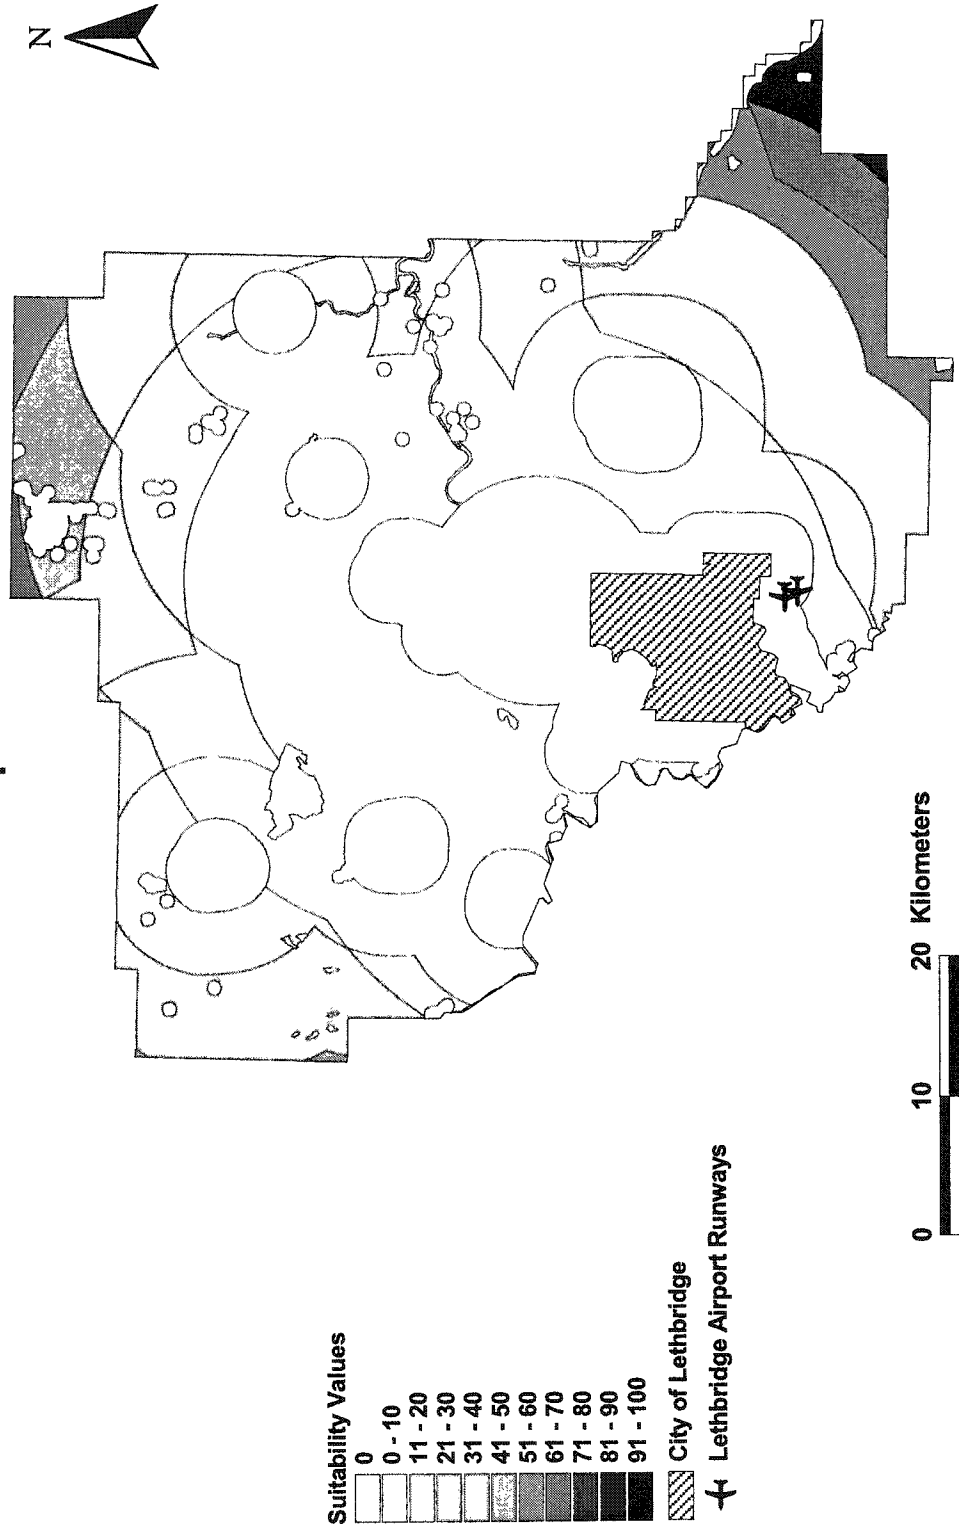 N
Suitability Values
0
0 - 10
11 - 20
21 - 30
31 - 40
41 - 50
51 - 60
61 - 70
71 - 80
81 - 90
91 - 100
City of Lethbridge
Lethbridge Airport Runways
0 10 20 Kilometers